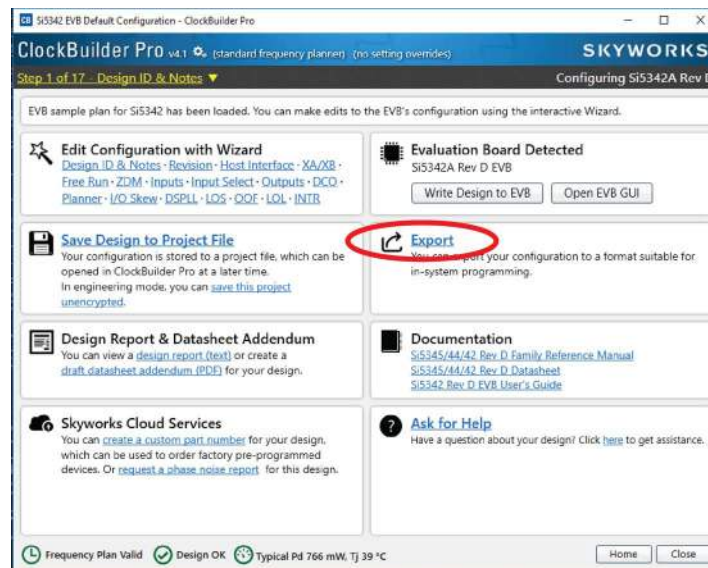 CB Si5342 EVB Default Configuration - ClockBuilder Pro
ClockBuilder Pro v4.1 (standard frequency planner) (no setting overrides)
SKYWORKS
Step 1 of 17 - Design ID & Notes ▼
Configuring Si5342A Rev D
EVB sample plan for Si5342 has been loaded. You can make edits to the EVB's configuration using the interactive Wizard.
Edit Configuration with Wizard
Design ID & Notes · Revision · Host Interface · XA/XB ·
Free Run · ZDM · Inputs · Input Select · Outputs · DCO ·
Planner · I/O Skew · DSPLL · LOS · OOF · LOL · INTR
Evaluation Board Detected
Si5342A Rev D EVB
Write Design to EVB
Open EVB GUI
Save Design to Project File
Your configuration is stored to a project file, which can be
opened in ClockBuilder Pro at a later time.
In engineering mode, you can save this project
unencrypted.
Export
You can export your configuration to a format suitable for
in-system programming.
Design Report & Datasheet Addendum
You can view a design report (text) or create a
draft datasheet addendum (PDF) for your design.
Documentation
Si5345/44/42 Rev D Family Reference Manual
Si5345/44/42 Rev D Datasheet
Si5342 Rev D EVB User's Guide
Skyworks Cloud Services
You can create a custom part number for your design,
which can be used to order factory pre-programmed
devices. Or request a phase noise report for this design.
Ask for Help
Have a question about your design? Click here to get assistance.
Frequency Plan Valid
Design OK
Typical Pd 766 mW, Tj 39 °C
Home
Close